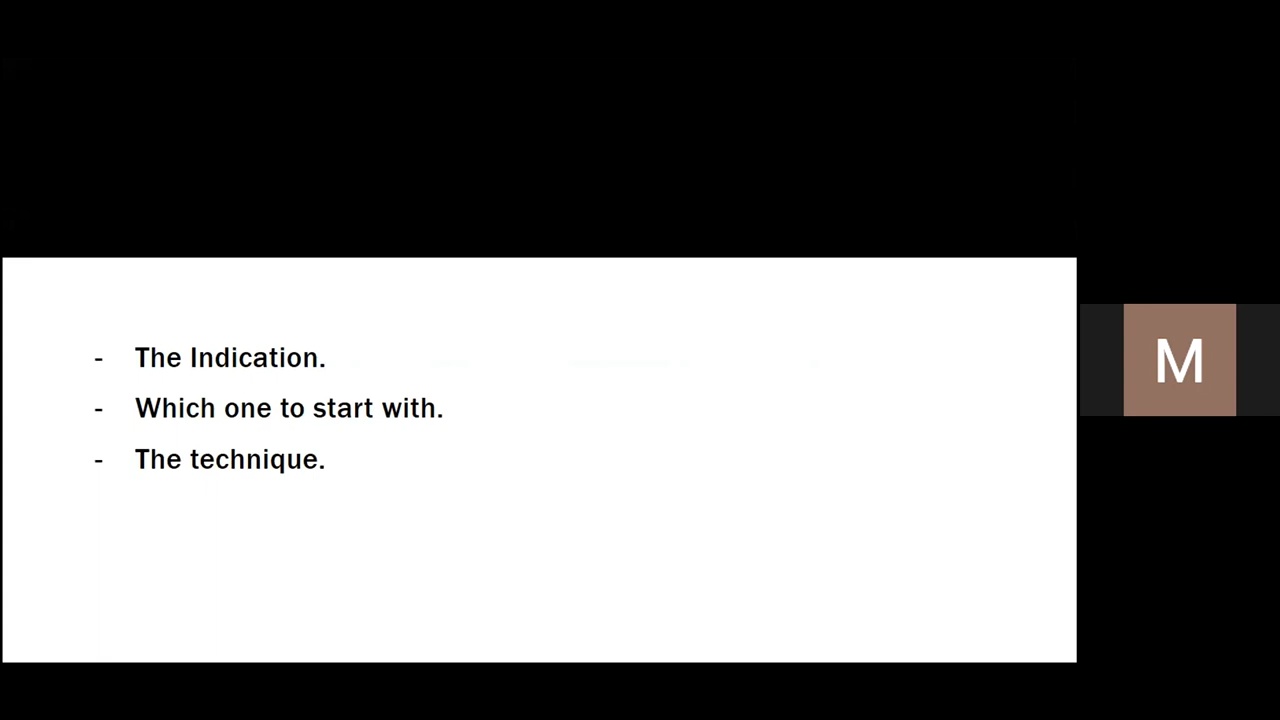 - The Indication.
- Which one to start with.
- The technique.
M